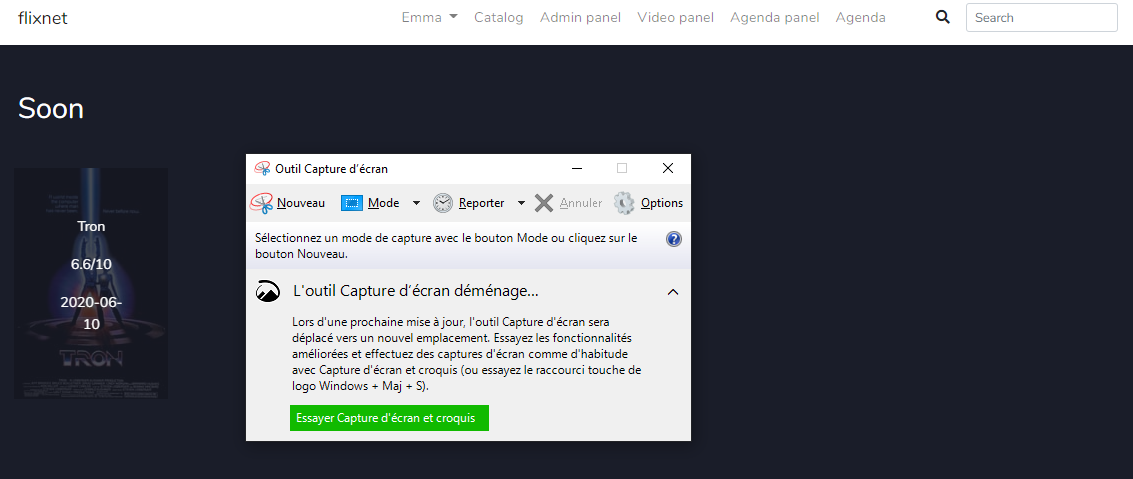 flixnet
Emma
Catalog
Admin panel
Video panel
Agenda panel
Agenda
Search
Soon
Tron
6.6/10
2020-06-
10
TRON
Outil Capture d'écran
Nouveau
Mode
Reporter
Annuler
Options
Sélectionnez un mode de capture avec le bouton Mode ou cliquez sur le
bouton Nouveau.
?
L'outil Capture d'écran déménage...
Lors d'une prochaine mise à jour, l'outil Capture d'écran sera
déplacé vers un nouvel emplacement. Essayez les fonctionnalités
améliorées et effectuez des captures d'écran comme d'habitude
avec Capture d'écran et croquis (ou essayez le raccourci touche de
logo Windows + Maj + S).
Essayer Capture d'écran et croquis